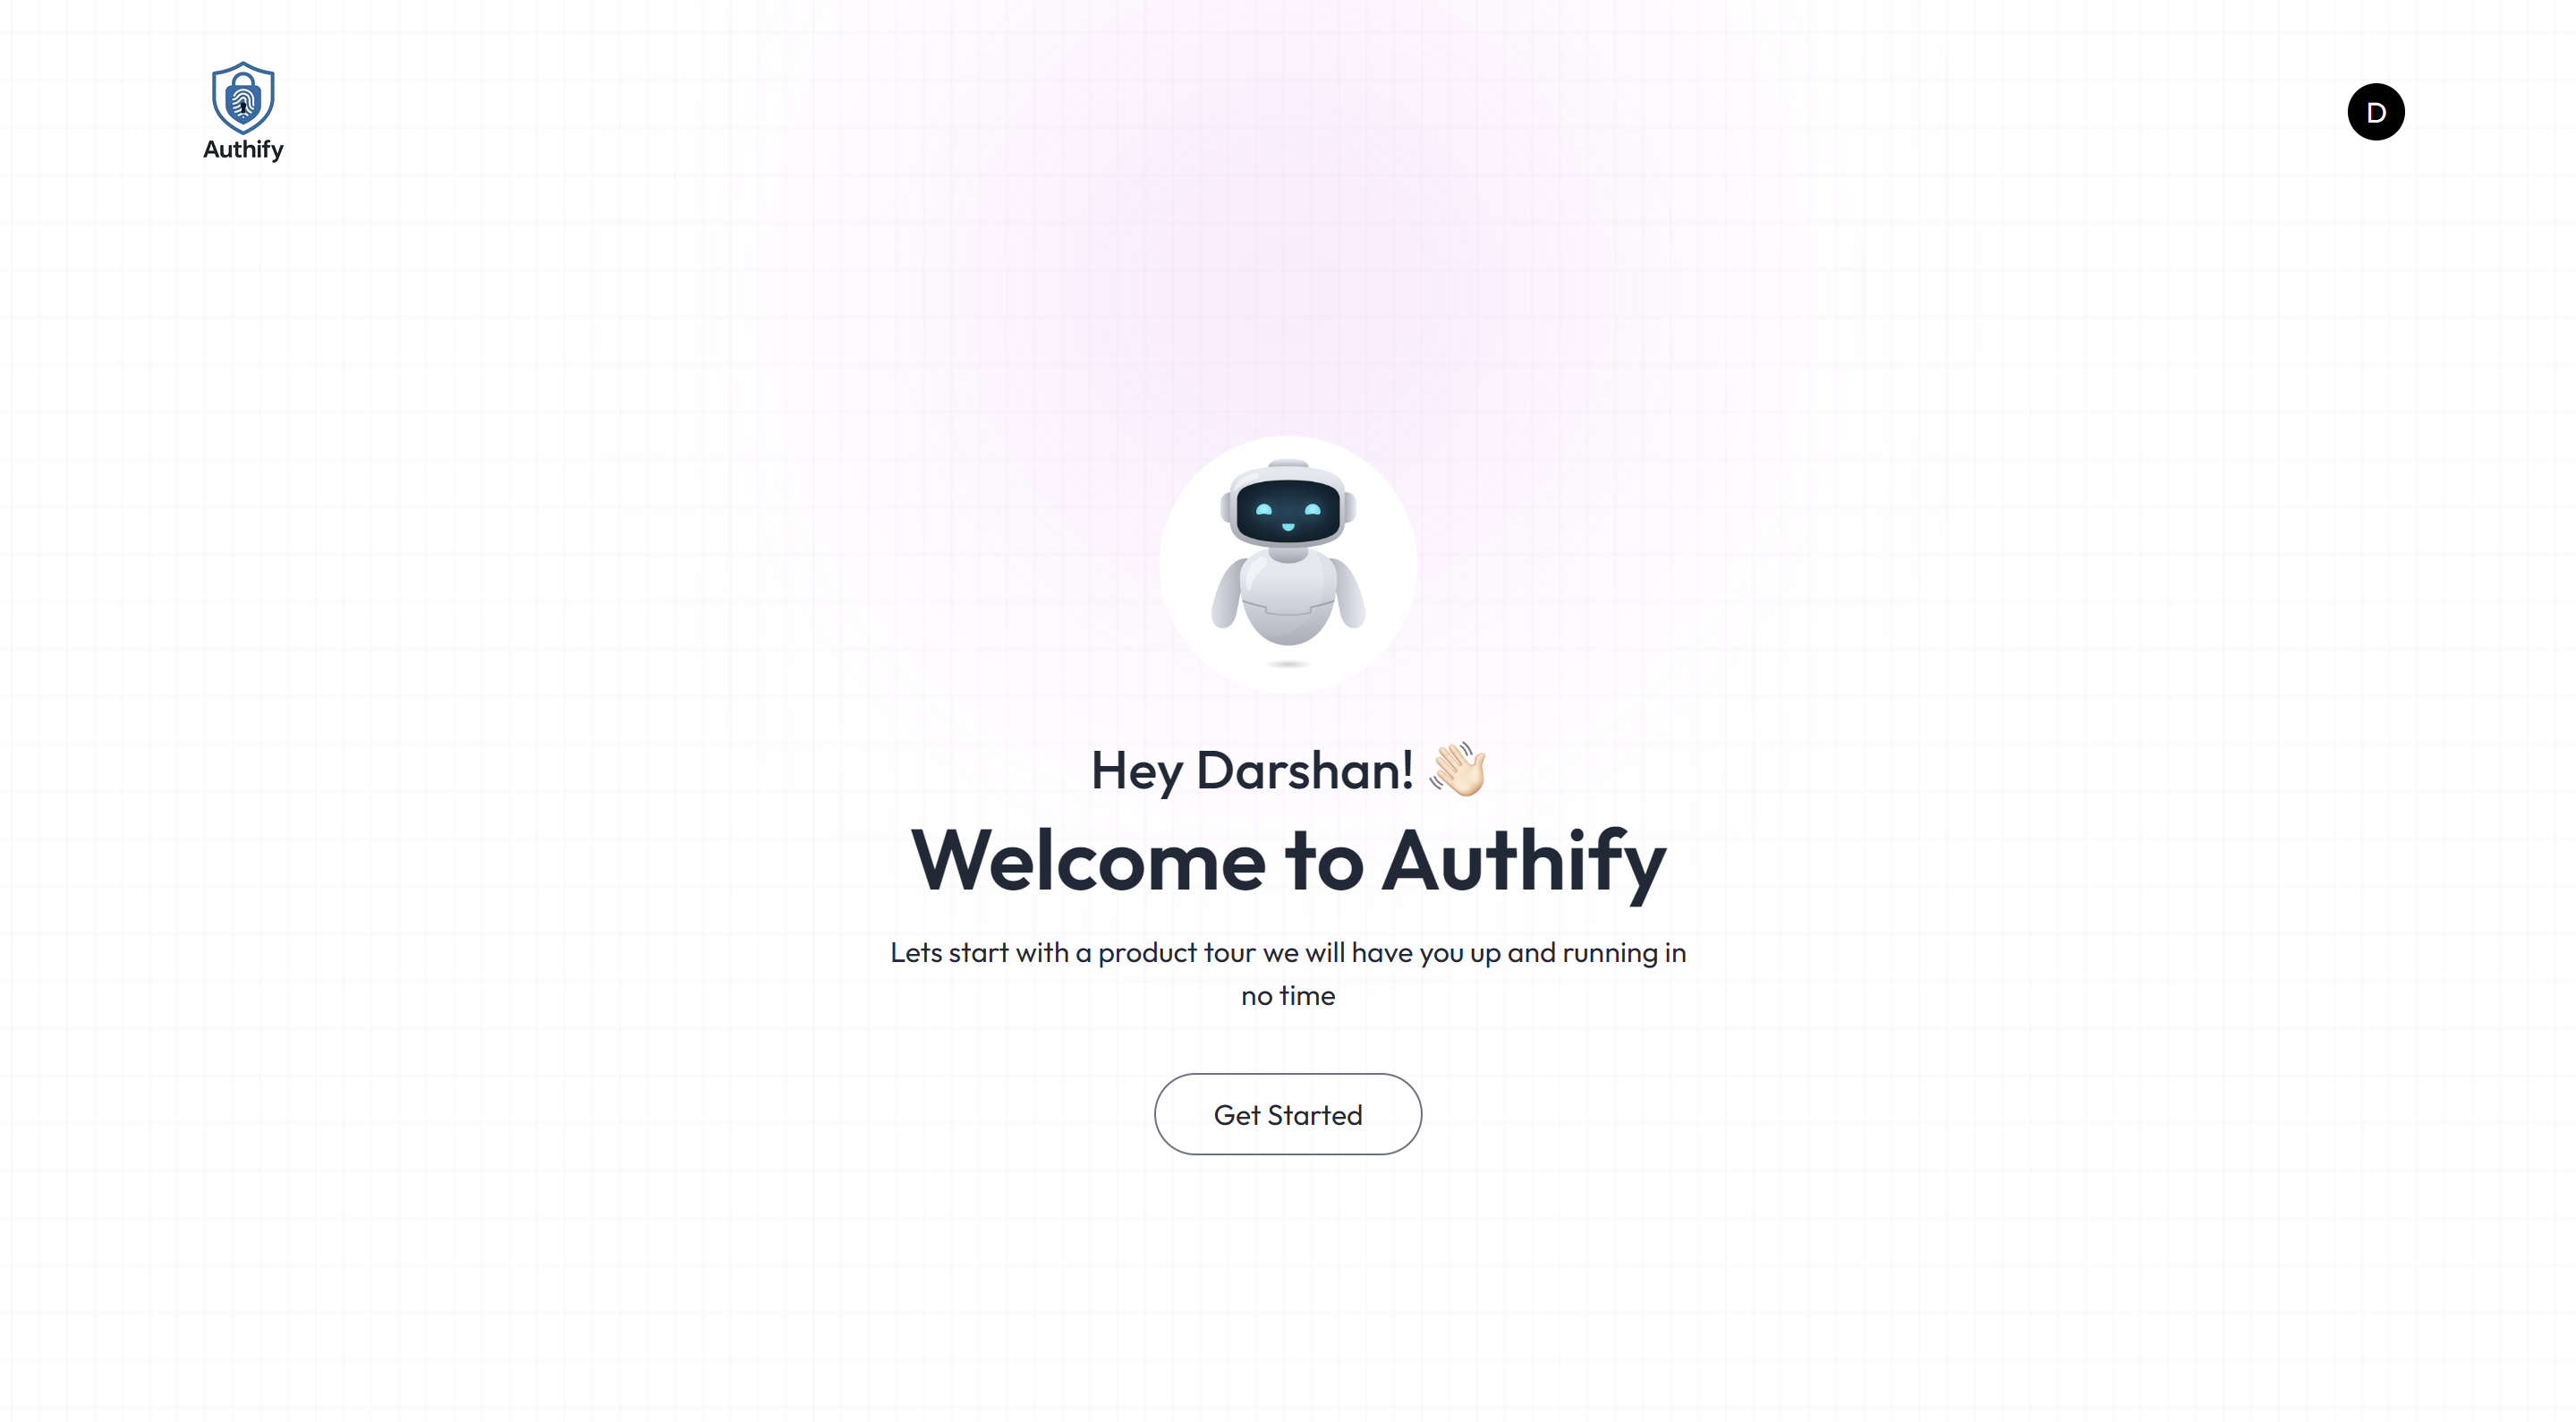 Authify
D
Hey Darshan! 👋🏻
Welcome to Authify
Lets start with a product tour we will have you up and running in
no time
Get Started